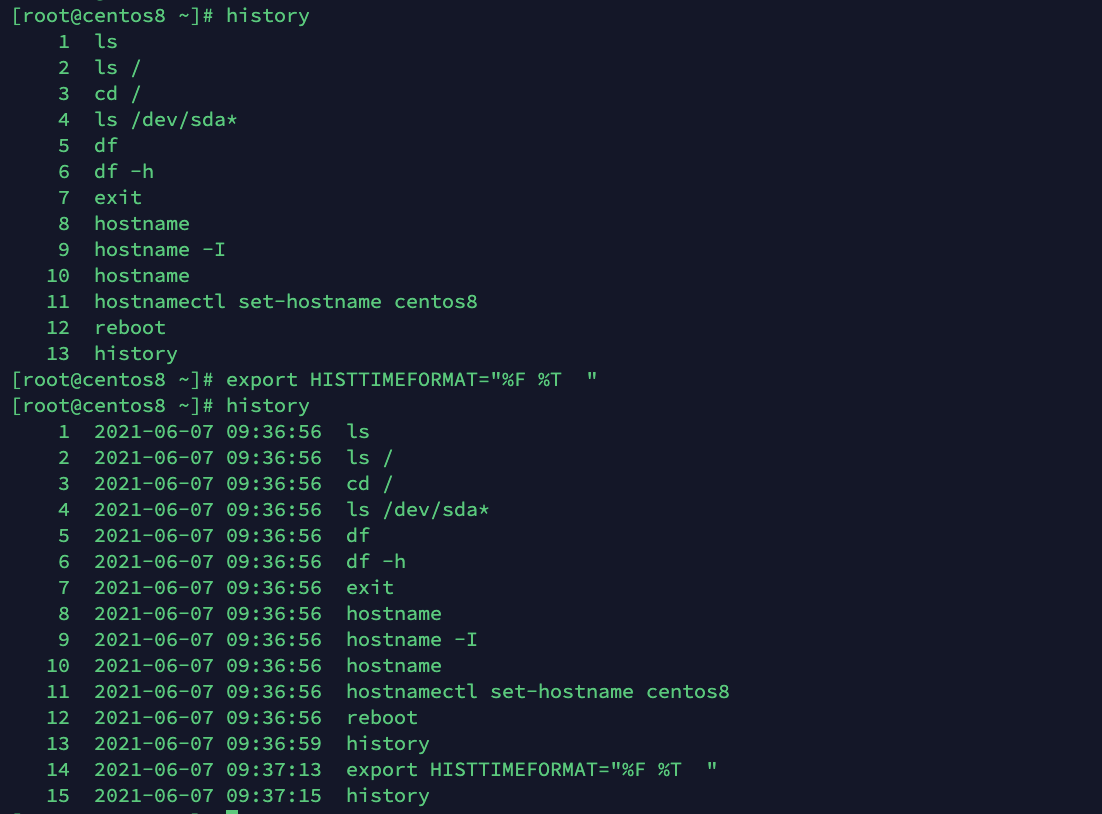 [root@centos8 ~]# history
    1  ls
    2  ls /
    3  cd /
    4  ls /dev/sda*
    5  df
    6  df -h
    7  exit
    8  hostname
    9  hostname -I
   10  hostname
   11  hostnamectl set-hostname centos8
   12  reboot
   13  history
[root@centos8 ~]# export HISTTIMEFORMAT="%F %T  "
[root@centos8 ~]# history
    1  2021-06-07 09:36:56  ls
    2  2021-06-07 09:36:56  ls /
    3  2021-06-07 09:36:56  cd /
    4  2021-06-07 09:36:56  ls /dev/sda*
    5  2021-06-07 09:36:56  df
    6  2021-06-07 09:36:56  df -h
    7  2021-06-07 09:36:56  exit
    8  2021-06-07 09:36:56  hostname
    9  2021-06-07 09:36:56  hostname -I
   10  2021-06-07 09:36:56  hostname
   11  2021-06-07 09:36:56  hostnamectl set-hostname centos8
   12  2021-06-07 09:36:56  reboot
   13  2021-06-07 09:36:59  history
   14  2021-06-07 09:37:13  export HISTTIMEFORMAT="%F %T  "
   15  2021-06-07 09:37:15  history